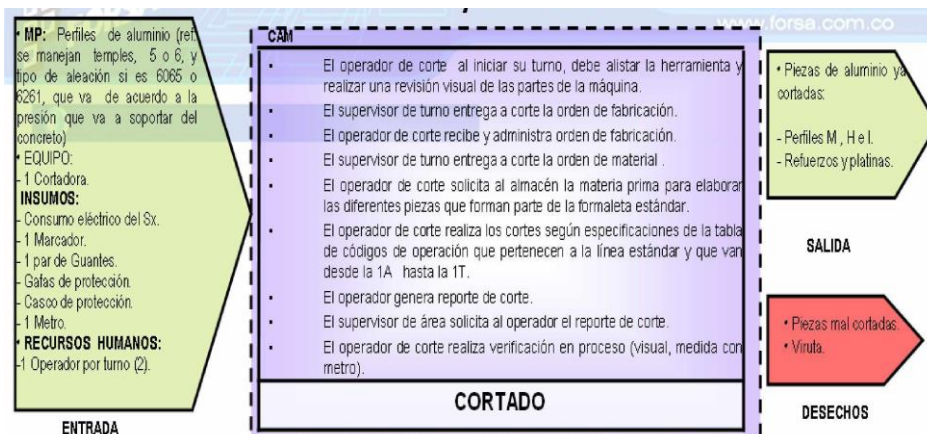 www.forsa.com.co
• MP: Perfiles de aluminio (ref:
se manejan temples, 5 o 6, y
tipo de aleación si es 6065 o
6261, que va de acuerdo a la
presión que va a soportar del
concreto)
• EQUIPO:
- 1 Cortadora.
INSUMOS:
- Consumo eléctrico del Sx.
- 1 Marcador.
- 1 par de Guantes.
- Gafas de protección.
- Casco de protección.
- 1 Metro.
• RECURSOS HUMANOS:
-1 Operador por turno (2).
ENTRADA
CAM
• El operador de corte al iniciar su turno, debe alistar la herramienta y
realizar una revisión visual de las partes de la máquina.
• El supervisor de turno entrega a corte la orden de fabricación.
• El operador de corte recibe y administra orden de fabricación.
• El supervisor de turno entrega a corte la orden de material .
• El operador de corte solicita al almacén la materia prima para elaborar
las diferentes piezas que forman parte de la formaleta estándar.
• El operador de corte realiza los cortes según especificaciones de la tabla
de códigos de operación que pertenecen a la línea estándar y que van
desde la 1A hasta la 1T.
• El operador genera reporte de corte.
• El supervisor de área solicita al operador el reporte de corte.
• El operador de corte realiza verificación en proceso (visual, medida con
metro).
CORTADO
• Piezas de aluminio ya
cortadas:
- Perfiles M , H e I.
- Refuerzos y platinas.
SALIDA
• Piezas mal cortadas.
• Viruta.
DESECHOS